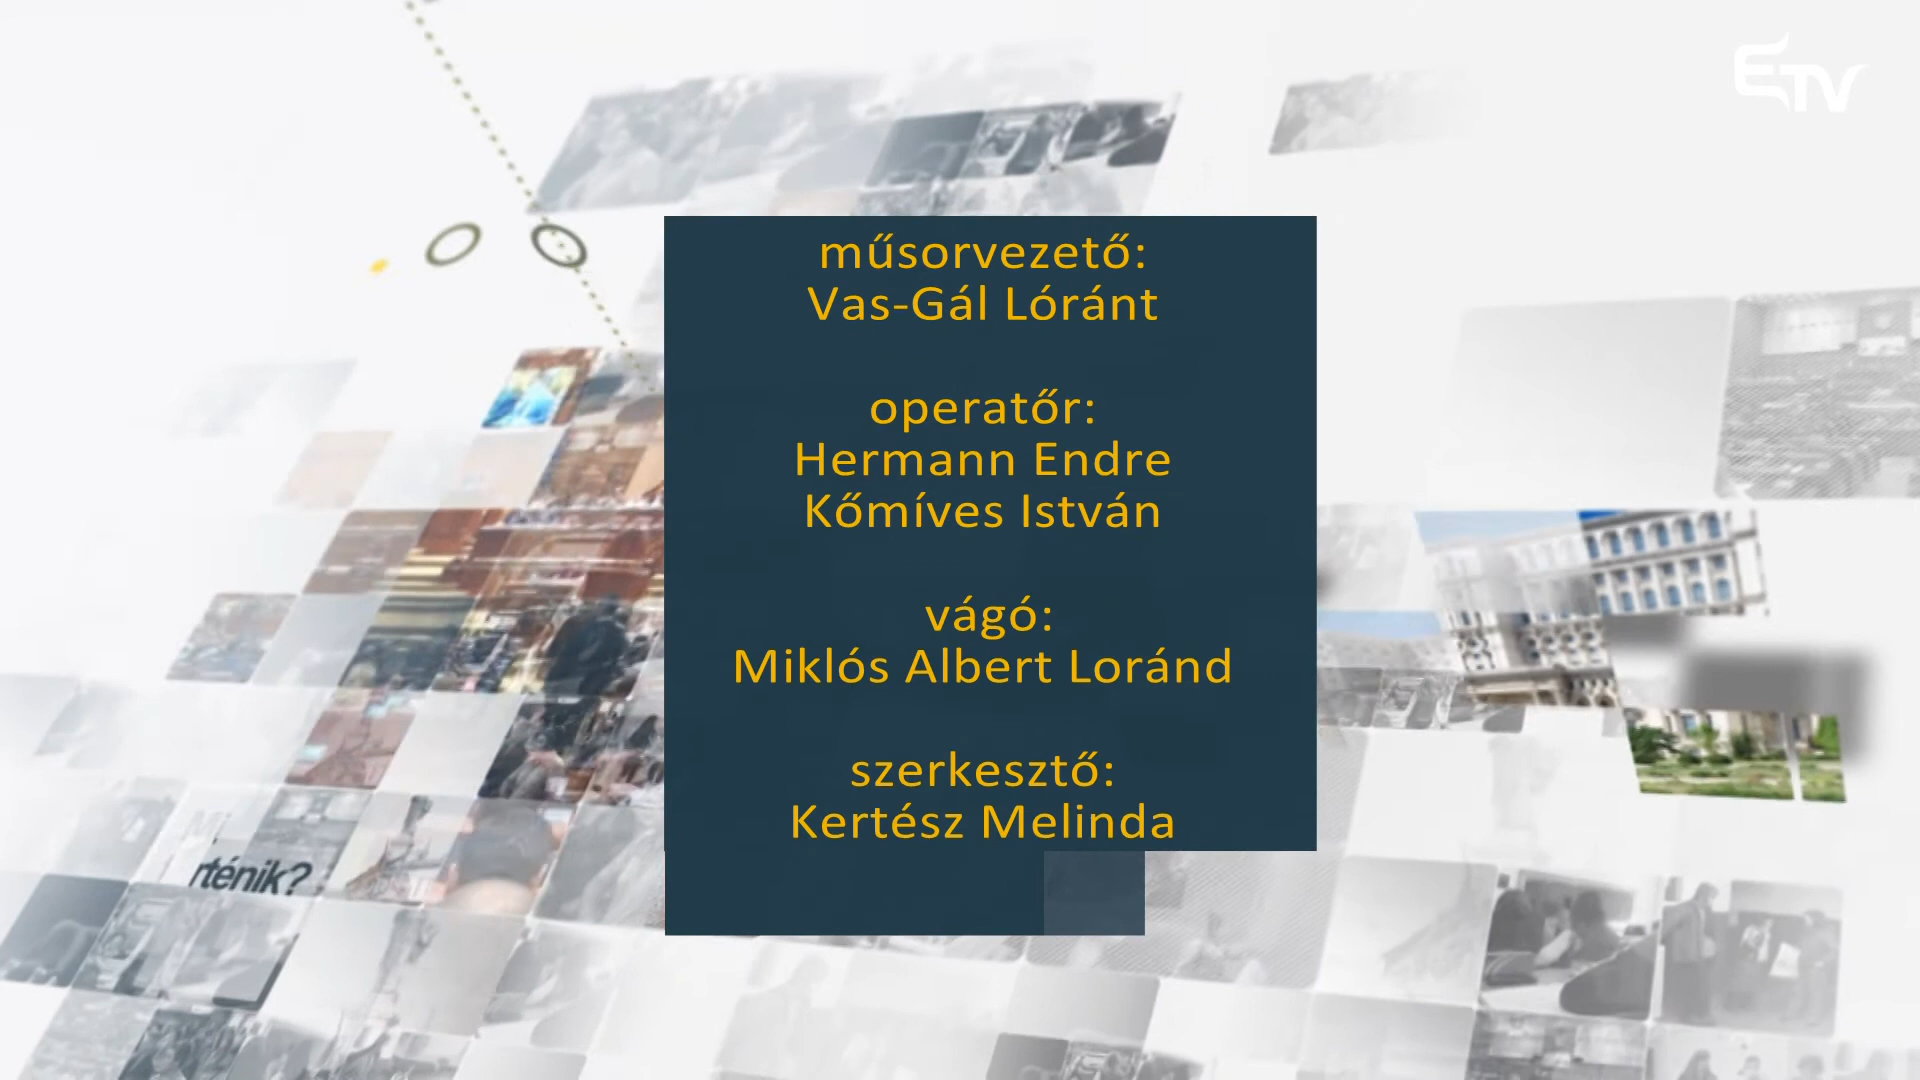 ETV
műsorvezető:
Vas-Gál Lóránt
operatőr:
Hermann Endre
Kőmíves István
vágó:
Miklós Albert Loránd
szerkesztő:
Kertész Melinda
rténik?